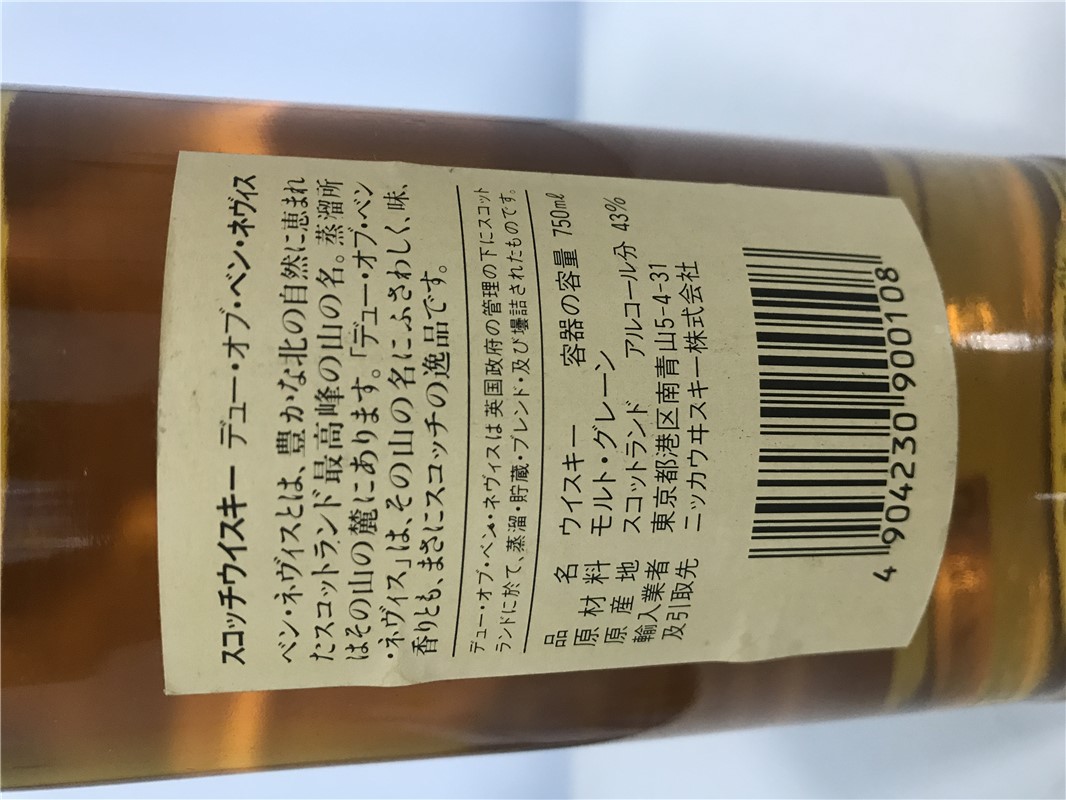 スコッチウイスキー デュー・オブ・ベン・ネヴィス
ベン・ネヴィスとは、豊かな北の自然に恵まれ
たスコットランド最高峰の山の名。蒸溜所
はその山の麓にあります。「デュー・オブ・ベン
・ネヴィス」は、その山の名にふさわしく、味、
香りとも、まさにスコッチの逸品です。
デュー・オブ・ベン・ネヴィスは英国政府の管理の下にスコット
ランドに於て、蒸溜・貯蔵・ブレンド・及び壜詰されたものです。
品名 ウイスキー 容器の容量 750ml
原材料 モルト・グレーン
原産地 スコットランド アルコール分 43%
輸入業者 東京都港区南青山5-4-31
及引取先 ニッカウヰスキー株式会社
4 904230 900108